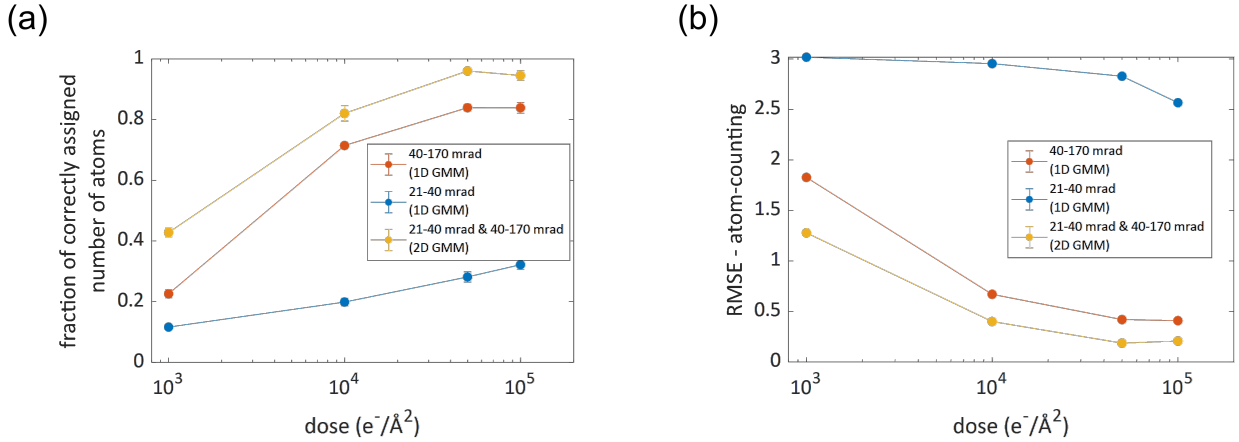 (a)
fraction of correctly assigned
number of atoms
1
0.8
0.6
0.4
0.2
0
10³
10⁴
10⁵
dose (e⁻/Å²)
40-170 mrad
(1D GMM)
21-40 mrad
(1D GMM)
21-40 mrad & 40-170 mrad
(2D GMM)
(b)
RMSE - atom-counting
3
2.5
2
1.5
1
0.5
0
10³
10⁴
10⁵
dose (e⁻/Å²)
40-170 mrad
(1D GMM)
21-40 mrad
(1D GMM)
21-40 mrad & 40-170 mrad
(2D GMM)